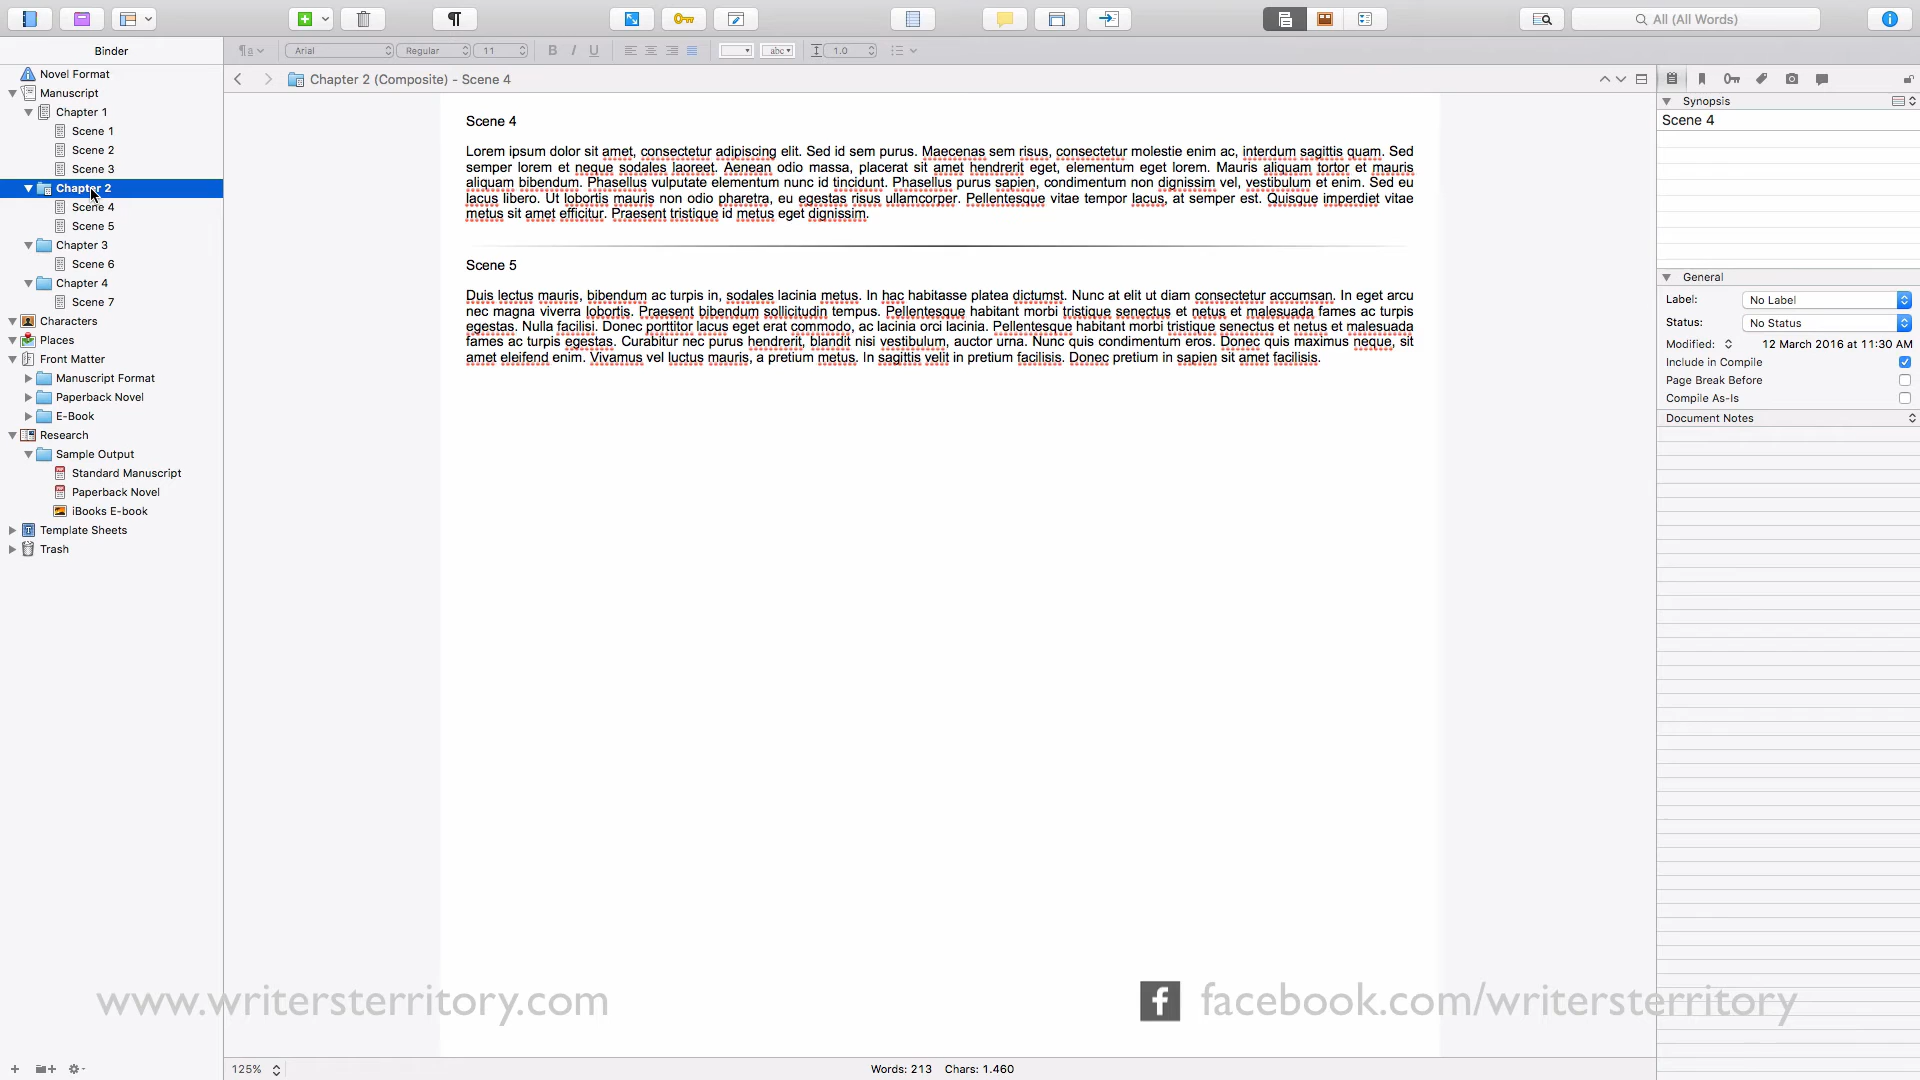 All (All Words)
Binder
Arial
Regular
11
B I U
abc
1.0
Novel Format
Manuscript
Chapter 1
Scene 1
Scene 2
Scene 3
Chapter 2
Scene 4
Scene 5
Chapter 3
Scene 6
Chapter 4
Scene 7
Characters
Places
Front Matter
Manuscript Format
Paperback Novel
E-Book
Research
Sample Output
Standard Manuscript
Paperback Novel
iBooks E-book
Template Sheets
Trash
Chapter 2 (Composite) - Scene 4
Scene 4
Lorem ipsum dolor sit amet, consectetur adipiscing elit. Sed id sem purus. Maecenas sem risus, consectetur molestie enim ac, interdum sagittis quam. Sed
semper lorem et neque sodales laoreet. Aenean odio massa, placerat sit amet hendrerit eget, elementum eget lorem. Mauris aliquam tortor et mauris
aliquam bibendum. Phasellus vulputate elementum nunc id tincidunt. Phasellus purus sapien, condimentum non dignissim vel, vestibulum et enim. Sed eu
lacus libero. Ut lobortis mauris non odio pharetra, eu egestas risus ullamcorper. Pellentesque vitae tempor lacus, at semper est. Quisque imperdiet vitae
metus sit amet efficitur. Praesent tristique id metus eget dignissim.
Scene 5
Duis lectus mauris, bibendum ac turpis in, sodales lacinia metus. In hac habitasse platea dictumst. Nunc at elit ut diam consectetur accumsan. In eget arcu
nec magna viverra lobortis. Praesent bibendum sollicitudin tempus. Pellentesque habitant morbi tristique senectus et netus et malesuada fames ac turpis
egestas. Nulla facilisi. Donec porttitor lacus eget erat commodo, ac lacinia orci lacinia. Pellentesque habitant morbi tristique senectus et netus et malesuada
fames ac turpis egestas. Curabitur nec purus hendrerit, blandit nisi vestibulum, auctor urna. Nunc quis condimentum eros. Donec quis maximus neque, sit
amet eleifend enim. Vivamus vel luctus mauris, a pretium metus. In sagittis velit in pretium facilisis. Donec pretium in sapien sit amet facilisis.
Synopsis
Scene 4
General
Label: No Label
Status: No Status
Modified: 12 March 2016 at 11:30 AM
Include in Compile
Page Break Before
Compile As-Is
Document Notes
www.writersterritory.com
f facebook.com/writersterritory
125%
Words: 213 Chars: 1.460